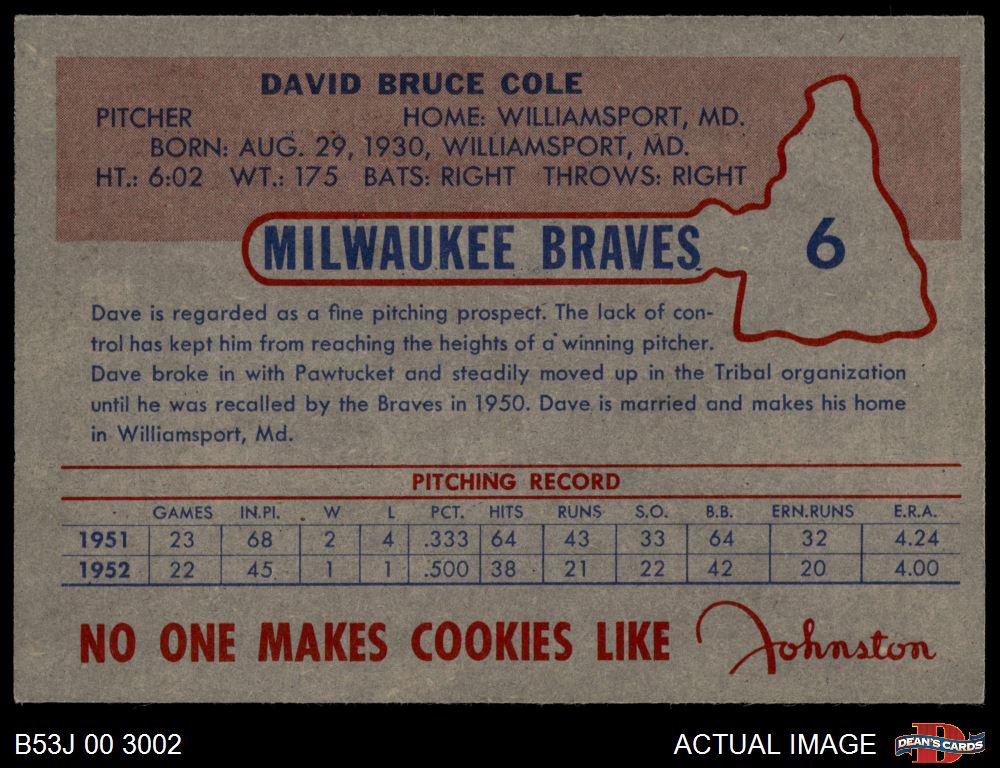 DAVID BRUCE COLE
PITCHER HOME: WILLIAMSPORT, MD.
BORN: AUG. 29, 1930, WILLIAMSPORT, MD.
HT.: 6:02 WT.: 175 BATS: RIGHT THROWS: RIGHT
MILWAUKEE BRAVES 6
Dave is regarded as a fine pitching prospect. The lack of con-
trol has kept him from reaching the heights of a winning pitcher.
Dave broke in with Pawtucket and steadily moved up in the Tribal organization
until he was recalled by the Braves in 1950. Dave is married and makes his home
in Williamsport, Md.
PITCHING RECORD
GAMES IN.PI. W L PCT. HITS RUNS S.O. B.B. ERN.RUNS E.R.A.
1951 23 68 2 4 .333 64 43 33 64 32 4.24
1952 22 45 1 1 .500 38 21 22 42 20 4.00
NO ONE MAKES COOKIES LIKE Johnston
B53J 00 3002 ACTUAL IMAGE D DEAN'S CARDS